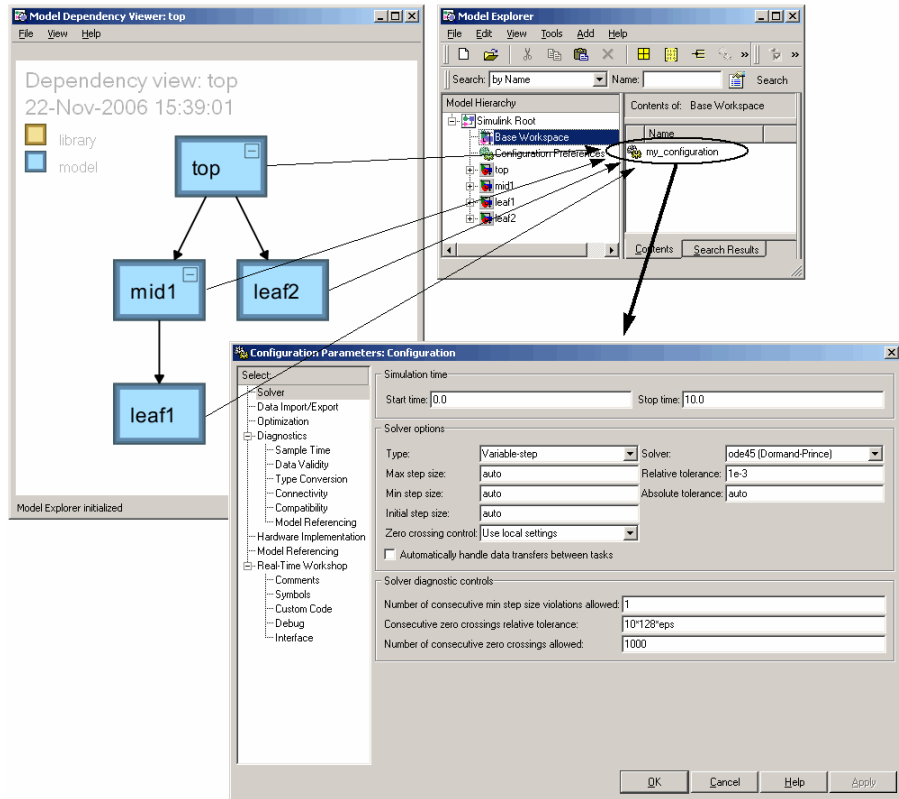 Model Dependency Viewer: top
File View Help
Dependency view: top
22-Nov-2006 15:39:01
library
model
top
mid1
leaf2
leaf1
Model Explorer initialized
Model Explorer
File Edit View Tools Add Help
Search: by Name Name: Search
Model Hierarchy
Simulink Root
Base Workspace
Configuration Preferences
top
mid1
leaf1
leaf2
Contents of: Base Workspace
Name
my_configuration
Contents Search Results
Configuration Parameters: Configuration
Select:
Solver
Data Import/Export
Optimization
Diagnostics
Sample Time
Data Validity
Type Conversion
Connectivity
Compatibility
Model Referencing
Hardware Implementation
Model Referencing
Real-Time Workshop
Comments
Symbols
Custom Code
Debug
Interface
Simulation time
Start time: 0.0 Stop time: 10.0
Solver options
Type: Variable-step Solver: ode45 (Dormand-Prince)
Max step size: auto Relative tolerance: 1e-3
Min step size: auto Absolute tolerance: auto
Initial step size: auto
Zero crossing control: Use local settings
Automatically handle data transfers between tasks
Solver diagnostic controls
Number of consecutive min step size violations allowed: 1
Consecutive zero crossings relative tolerance: 10*128*eps
Number of consecutive zero crossings allowed: 1000
OK Cancel Help Apply